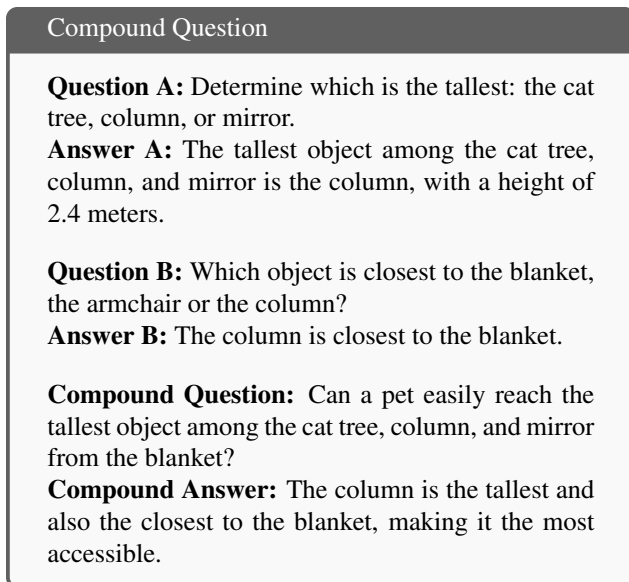 Compound Question
Question A: Determine which is the tallest: the cat
tree, column, or mirror.
Answer A: The tallest object among the cat tree,
column, and mirror is the column, with a height of
2.4 meters.
Question B: Which object is closest to the blanket,
the armchair or the column?
Answer B: The column is closest to the blanket.
Compound Question: Can a pet easily reach the
tallest object among the cat tree, column, and mirror
from the blanket?
Compound Answer: The column is the tallest and
also the closest to the blanket, making it the most
accessible.